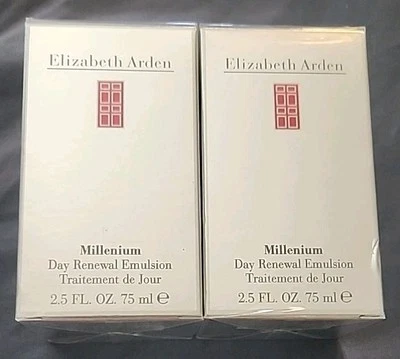 Elizabeth Arden
Millenium
Day Renewal Emulsion
Traitement de Jour
2.5 FL. OZ. 75 ml ℮
Elizabeth Arden
Millenium
Day Renewal Emulsion
Traitement de Jour
2.5 FL. OZ. 75 ml ℮